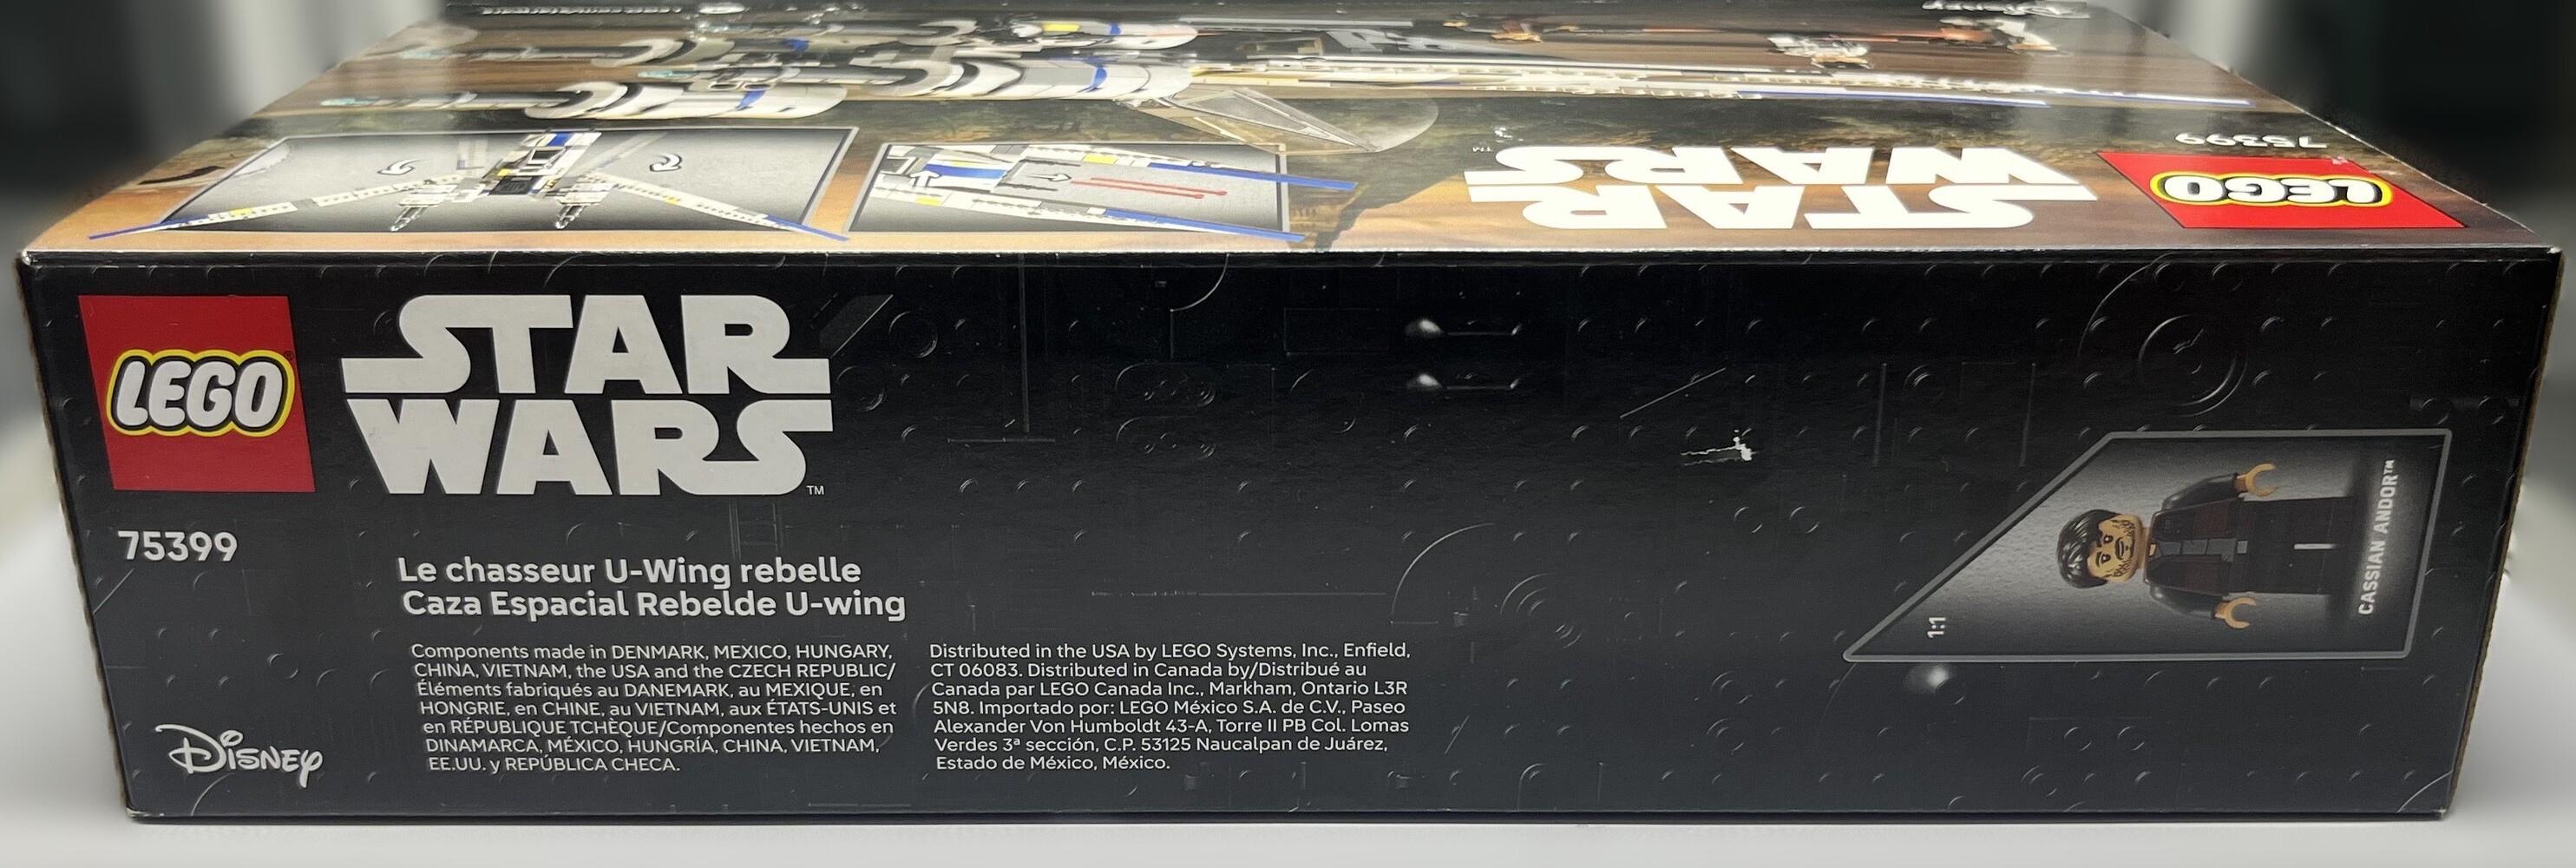 Disney
75399
LEGO
STAR
WARS
TM
LEGO®
STAR
WARS
TM
75399
Le chasseur U-Wing rebelle
Caza Espacial Rebelde U-wing
Components made in DENMARK, MEXICO, HUNGARY,
CHINA, VIETNAM, the USA and the CZECH REPUBLIC/
Éléments fabriqués au DANEMARK, au MEXIQUE, en
HONGRIE, en CHINE, au VIETNAM, aux ÉTATS-UNIS et
en RÉPUBLIQUE TCHÈQUE/Componentes hechos en
DINAMARCA, MÉXICO, HUNGRÍA, CHINA, VIETNAM,
EE.UU. y REPÚBLICA CHECA.
Distributed in the USA by LEGO Systems, Inc., Enfield,
CT 06083. Distributed in Canada by/Distribué au
Canada par LEGO Canada Inc., Markham, Ontario L3R
5N8. Importado por: LEGO México S.A. de C.V., Paseo
Alexander Von Humboldt 43-A, Torre II PB Col. Lomas
Verdes 3ª sección, C.P. 53125 Naucalpan de Juárez,
Estado de México, México.
Disney
1:1
CASSIAN ANDOR™